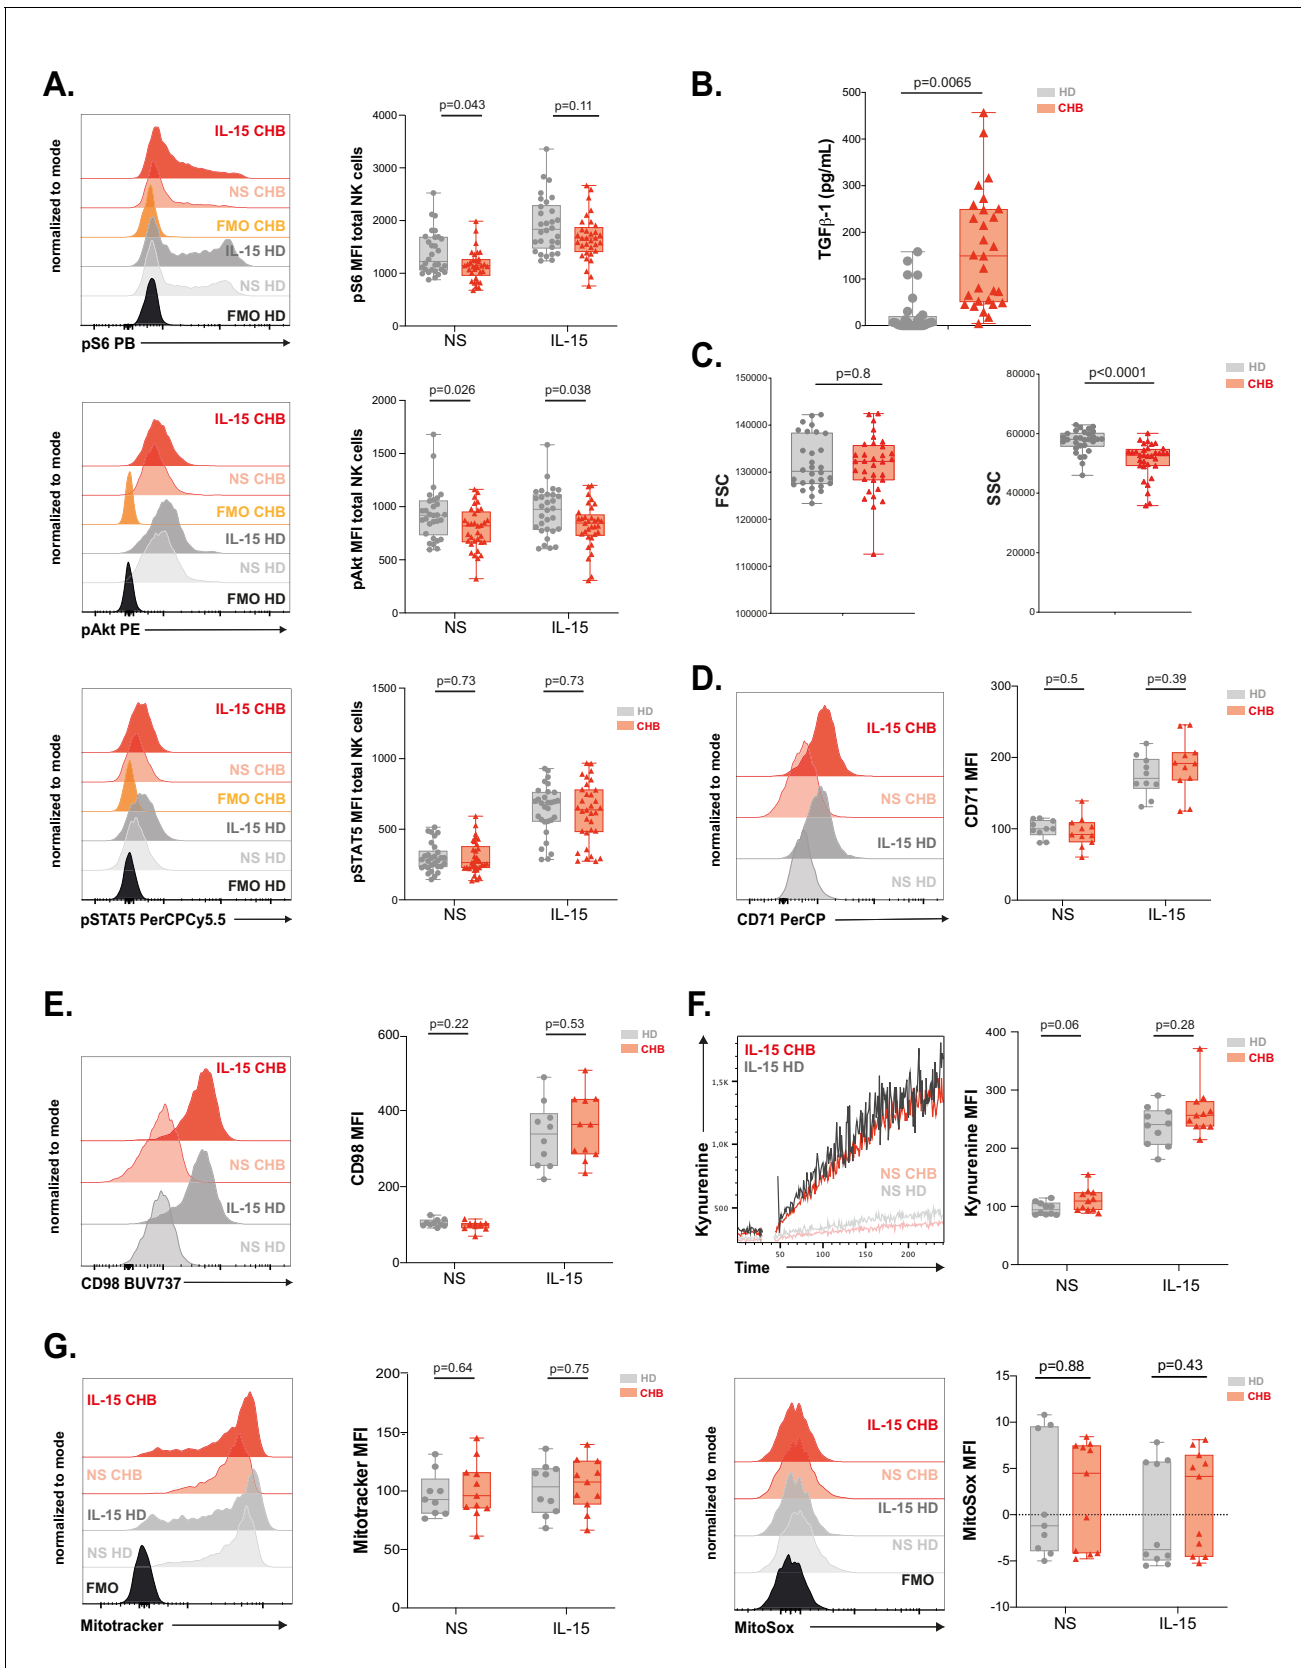 A.
normalized to mode
IL-15 CHB
NS CHB
FMO CHB
IL-15 HD
NS HD
FMO HD
pS6 PB
pS6 MFI total NK cells
4000
3000
2000
1000
0
p=0.043
p=0.11
NS
IL-15
normalized to mode
IL-15 CHB
NS CHB
FMO CHB
IL-15 HD
NS HD
FMO HD
pAkt PE
pAkt MFI total NK cells
2000
1500
1000
500
0
p=0.026
p=0.038
NS
IL-15
normalized to mode
IL-15 CHB
NS CHB
FMO CHB
IL-15 HD
NS HD
FMO HD
pSTAT5 PerCPCy5.5
pSTAT5 MFI total NK cells
1500
1000
500
0
p=0.73
p=0.73
NS
IL-15
HD
CHB
B.
TGFβ-1 (pg/mL)
500
400
300
200
100
0
p=0.0065
HD
CHB
C.
FSC
150000
140000
130000
120000
110000
100000
p=0.8
SSC
80000
60000
40000
20000
0
p<0.0001
HD
CHB
D.
normalized to mode
IL-15 CHB
NS CHB
IL-15 HD
NS HD
CD71 PerCP
CD71 MFI
300
200
100
0
p=0.5
p=0.39
NS
IL-15
HD
CHB
E.
normalized to mode
IL-15 CHB
NS CHB
IL-15 HD
NS HD
CD98 BUV737
CD98 MFI
600
400
200
0
p=0.22
p=0.53
NS
IL-15
HD
CHB
F.
Kynurenine
IL-15 CHB
IL-15 HD
1,5K
1,0K
500
NS CHB
NS HD
50
100
150
200
Time
Kynurenine MFI
400
300
200
100
0
p=0.06
p=0.28
NS
IL-15
HD
CHB
G.
normalized to mode
IL-15 CHB
NS CHB
IL-15 HD
NS HD
FMO
Mitotracker
Mitotracker MFI
200
150
100
50
0
p=0.64
p=0.75
NS
IL-15
HD
CHB
normalized to mode
IL-15 CHB
NS CHB
IL-15 HD
NS HD
FMO
MitoSox
MitoSox MFI
15
10
5
0
-5
-10
p=0.88
p=0.43
NS
IL-15
HD
CHB